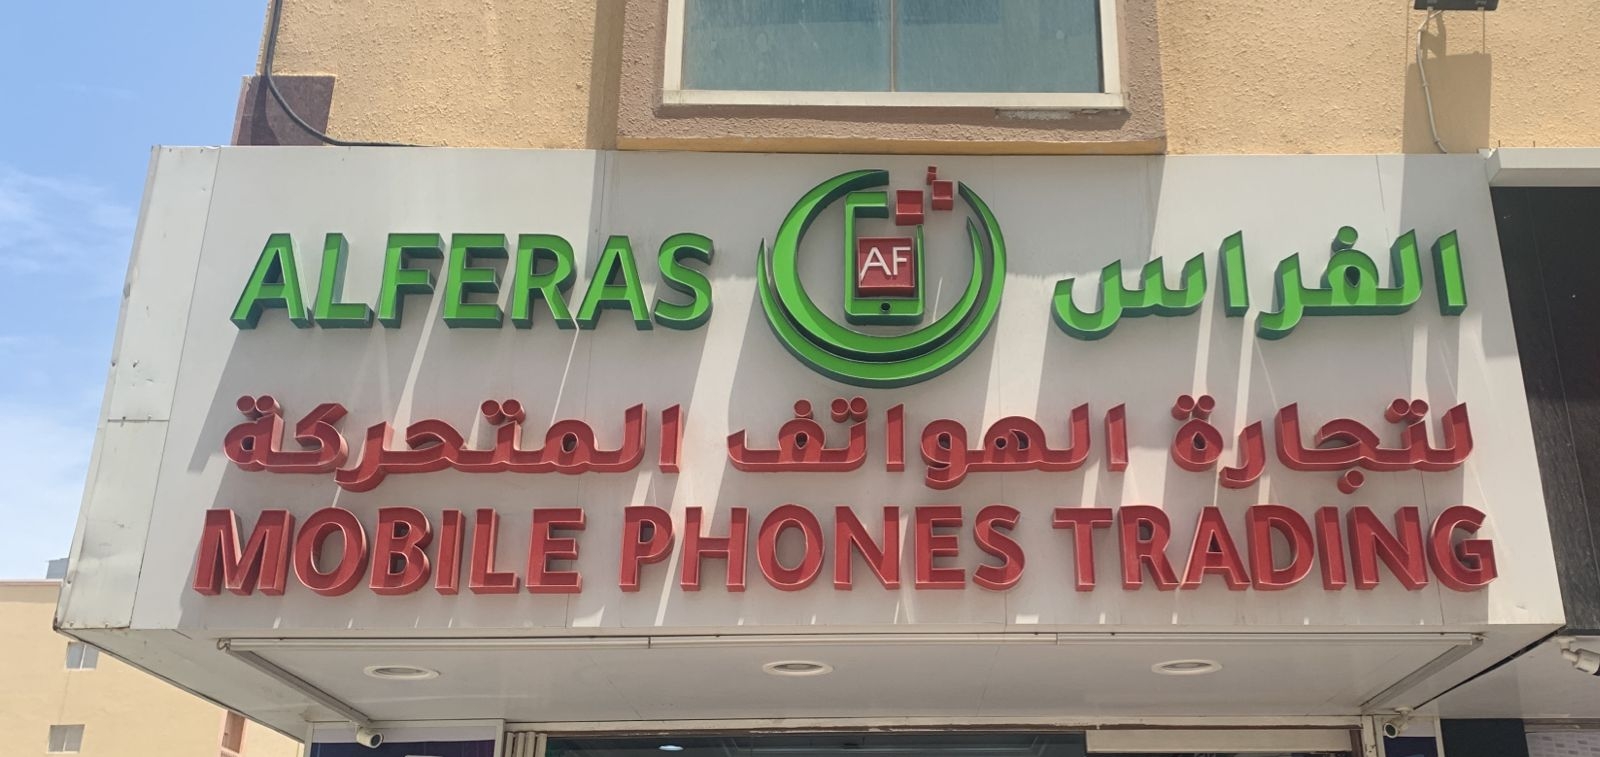 ALFERAS AF الفراس
لتجارة الهواتف المتحركة
MOBILE PHONES TRADING